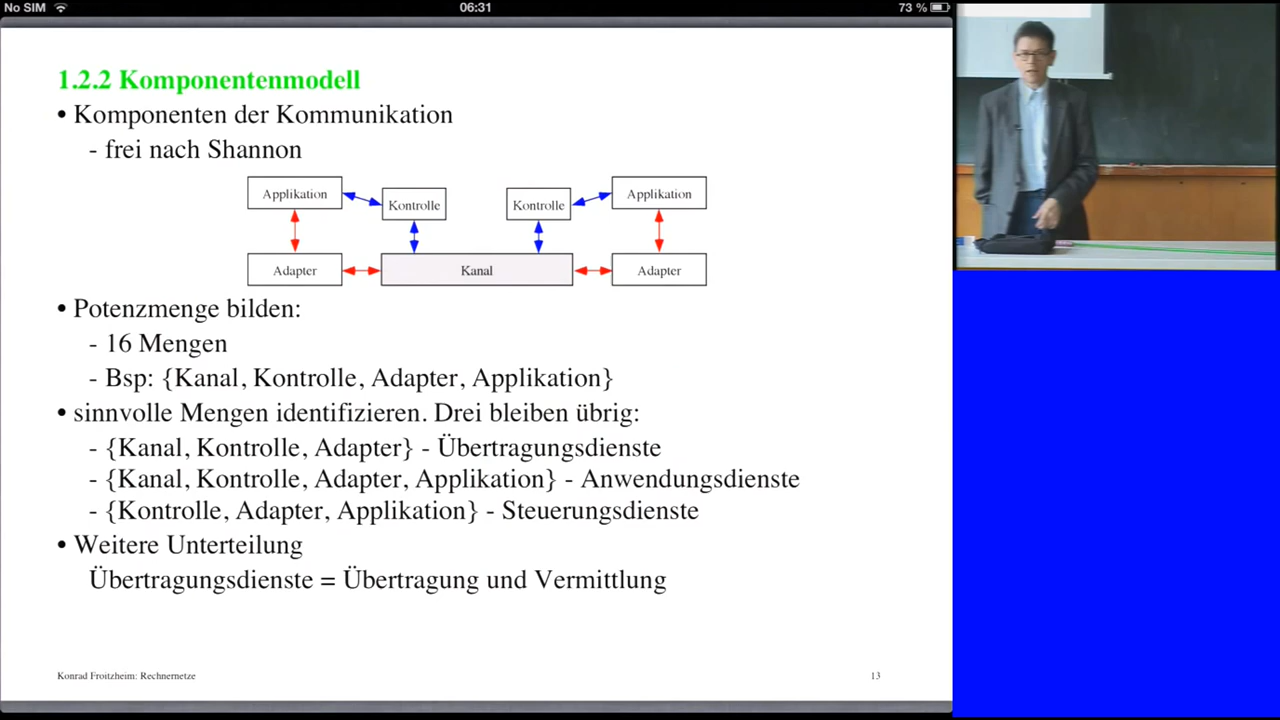 No SIM 06:31 73 %
1.2.2 Komponentenmodell
• Komponenten der Kommunikation
- frei nach Shannon
Applikation Kontrolle Kontrolle Applikation
Adapter Kanal Adapter
• Potenzmenge bilden:
- 16 Mengen
- Bsp: {Kanal, Kontrolle, Adapter, Applikation}
• sinnvolle Mengen identifizieren. Drei bleiben übrig:
- {Kanal, Kontrolle, Adapter} - Übertragungsdienste
- {Kanal, Kontrolle, Adapter, Applikation} - Anwendungsdienste
- {Kontrolle, Adapter, Applikation} - Steuerungsdienste
• Weitere Unterteilung
Übertragungsdienste = Übertragung und Vermittlung
Konrad Froitzheim: Rechnernetze 13